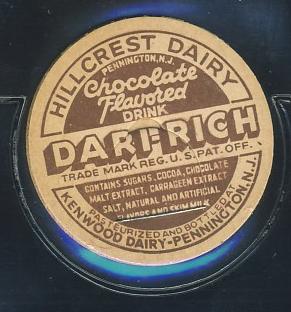 HILLCREST DAIRY
PENNINGTON, N.J.
Chocolate
Flavored
DRINK
DARI-RICH
TRADE MARK REG. U.S. PAT. OFF.
CONTAINS SUGARS, COCOA, CHOCOLATE
MALT EXTRACT, CARRAGEEN EXTRACT
SALT, NATURAL AND ARTIFICIAL
FLAVORS AND SKIM MILK
PASTEURIZED AND BOTTLED AT
KENWOOD DAIRY-PENNINGTON, N.J.